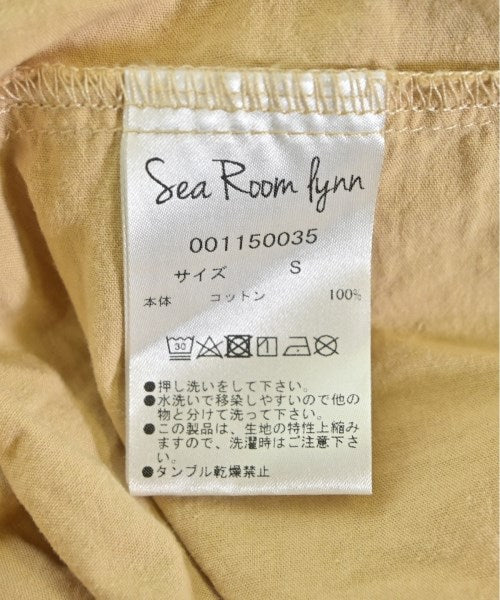 Sea Room lynn
001150035
サイズ S
本体 コットン 100%
30
●押し洗いをして下さい。
●水洗いで移染しやすいので他の
物と分けて洗って下さい。
●この製品は、生地の特性上縮み
ますので、洗濯時はご注意下さ
い。
●タンブル乾燥禁止